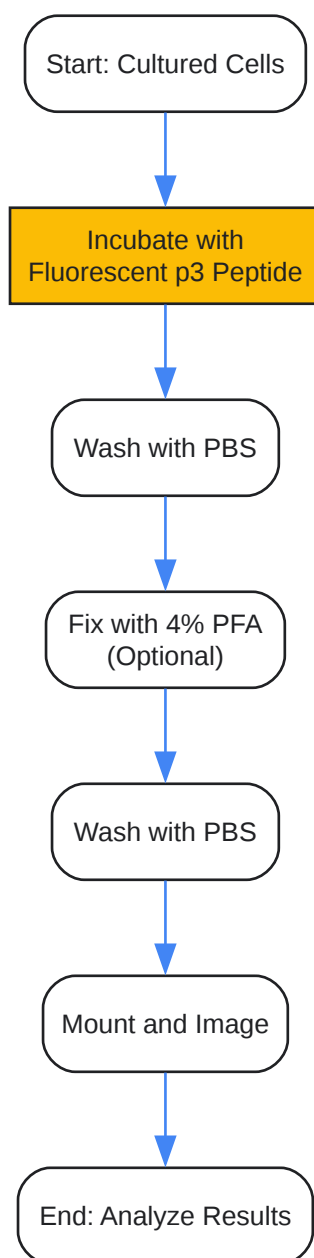 Start: Cultured Cells
Incubate with
Fluorescent p3 Peptide
Wash with PBS
Fix with 4% PFA
(Optional)
Wash with PBS
Mount and Image
End: Analyze Results